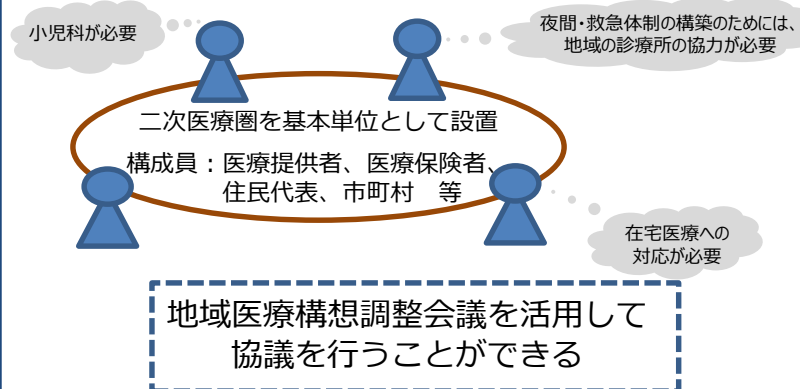 小児科が必要
夜間・救急体制の構築のためには、
地域の診療所の協力が必要
二次医療圏を基本単位として設置
構成員：医療提供者、医療保険者、
住民代表、市町村　等
在宅医療への
対応が必要
地域医療構想調整会議を活用して
協議を行うことができる